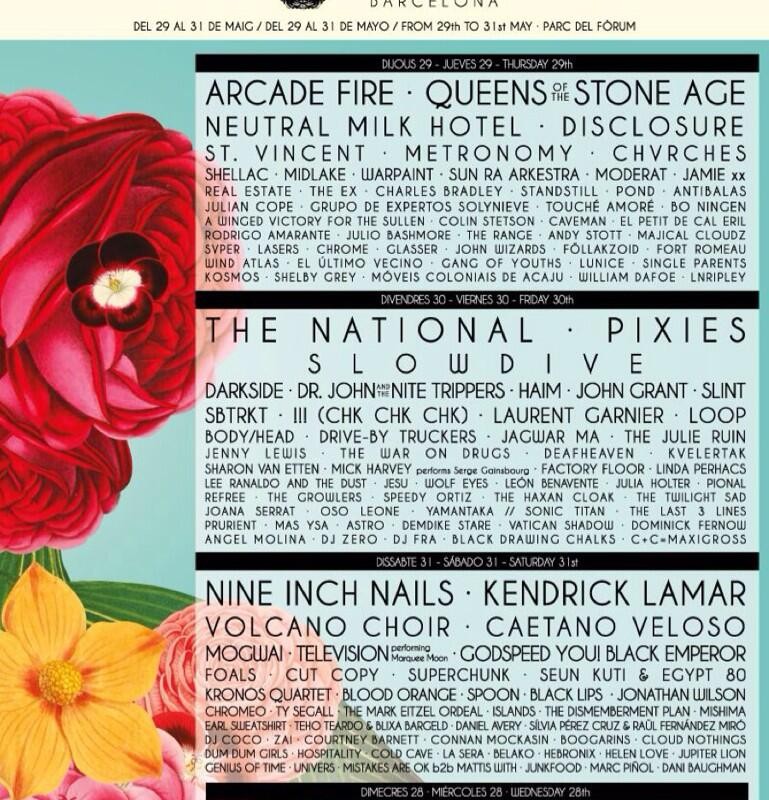 BARCELONA
DEL 29 AL 31 DE MAIG / DEL 29 AL 31 DE MAYO / FROM 29th TO 31st MAY · PARC DEL FÒRUM
DIJOUS 29 - JUEVES 29 - THURSDAY 29th
ARCADE FIRE · QUEENS OF THE STONE AGE
NEUTRAL MILK HOTEL · DISCLOSURE
ST. VINCENT · METRONOMY · CHVRCHES
SHELLAC · MIDLAKE · WARPAINT · SUN RA ARKESTRA · MODERAT · JAMIE xx
REAL ESTATE · THE EX · CHARLES BRADLEY · STANDSTILL · POND · ANTIBALAS
JULIAN COPE · GRUPO DE EXPERTOS SOLYNIEVE · TOUCHÉ AMORÉ · BO NINGEN
A WINGED VICTORY FOR THE SULLEN · COLIN STETSON · CAVEMAN · EL PETIT DE CAL ERIL
RODRIGO AMARANTE · JULIO BASHMORE · THE RANGE · ANDY STOTT · MAJICAL CLOUDZ
SVPER · LASERS · CHROME · GLASSER · JOHN WIZARDS · FÖLLAKZOID · FORT ROMEAU
WIND ATLAS · EL ÚLTIMO VECINO · GANG OF YOUTHS · LUNICE · SINGLE PARENTS
KOSMOS · SHELBY GREY · MÓVEIS COLONIAIS DE ACAJU · WILLIAM DAFOE · LNRIPLEY
DIVENDRES 30 - VIERNES 30 - FRIDAY 30th
THE NATIONAL · PIXIES
SLOWDIVE
DARKSIDE · DR. JOHN AND THE NITE TRIPPERS · HAIM · JOHN GRANT · SLINT
SBTRKT · !!! (CHK CHK CHK) · LAURENT GARNIER · LOOP
BODY/HEAD · DRIVE-BY TRUCKERS · JAGWAR MA · THE JULIE RUIN
JENNY LEWIS · THE WAR ON DRUGS · DEAFHEAVEN · KVELERTAK
SHARON VAN ETTEN · MICK HARVEY performs Serge Gainsbourg · FACTORY FLOOR · LINDA PERHACS
LEE RANALDO AND THE DUST · JESU · WOLF EYES · LEÓN BENAVENTE · JULIA HOLTER · PIONAL
REFREE · THE GROWLERS · SPEEDY ORTIZ · THE HAXAN CLOAK · THE TWILIGHT SAD
JOANA SERRAT · OSO LEONE · YAMANTAKA // SONIC TITAN · THE LAST 3 LINES
PRURIENT · MAS YSA · ASTRO · DEMDIKE STARE · VATICAN SHADOW · DOMINICK FERNOW
ANGEL MOLINA · DJ ZERO · DJ FRA · BLACK DRAWING CHALKS · C+C=MAXIGROSS
DISSABTE 31 - SÁBADO 31 - SATURDAY 31st
NINE INCH NAILS · KENDRICK LAMAR
VOLCANO CHOIR · CAETANO VELOSO
MOGWAI · TELEVISION performing Marquee Moon · GODSPEED YOU! BLACK EMPEROR
FOALS · CUT COPY · SUPERCHUNK · SEUN KUTI & EGYPT 80
KRONOS QUARTET · BLOOD ORANGE · SPOON · BLACK LIPS · JONATHAN WILSON
CHROMEO · TY SEGALL · THE MARK EITZEL ORDEAL · ISLANDS · THE DISMEMBERMENT PLAN · MISHIMA
EARL SWEATSHIRT · TEHO TEARDO & BLIXA BARGELD · DANIEL AVERY · SÍLVIA PÉREZ CRUZ & RAÜL FERNÁNDEZ MIRÓ
DJ COCO · ZA! · COURTNEY BARNETT · CONNAN MOCKASIN · BOOGARINS · CLOUD NOTHINGS
DUM DUM GIRLS · HOSPITALITY · COLD CAVE · LA SERA · BELAKO · HEBRONIX · HELEN LOVE · JUPITER LION
GENIUS OF TIME · UNIVERS · MISTAKES ARE OK b2b MATTIS WITH · JUNKFOOD · MARC PIÑOL · DANI BAUGHMAN
DIMECRES 28 - MIÉRCOLES 28 - WEDNESDAY 28th